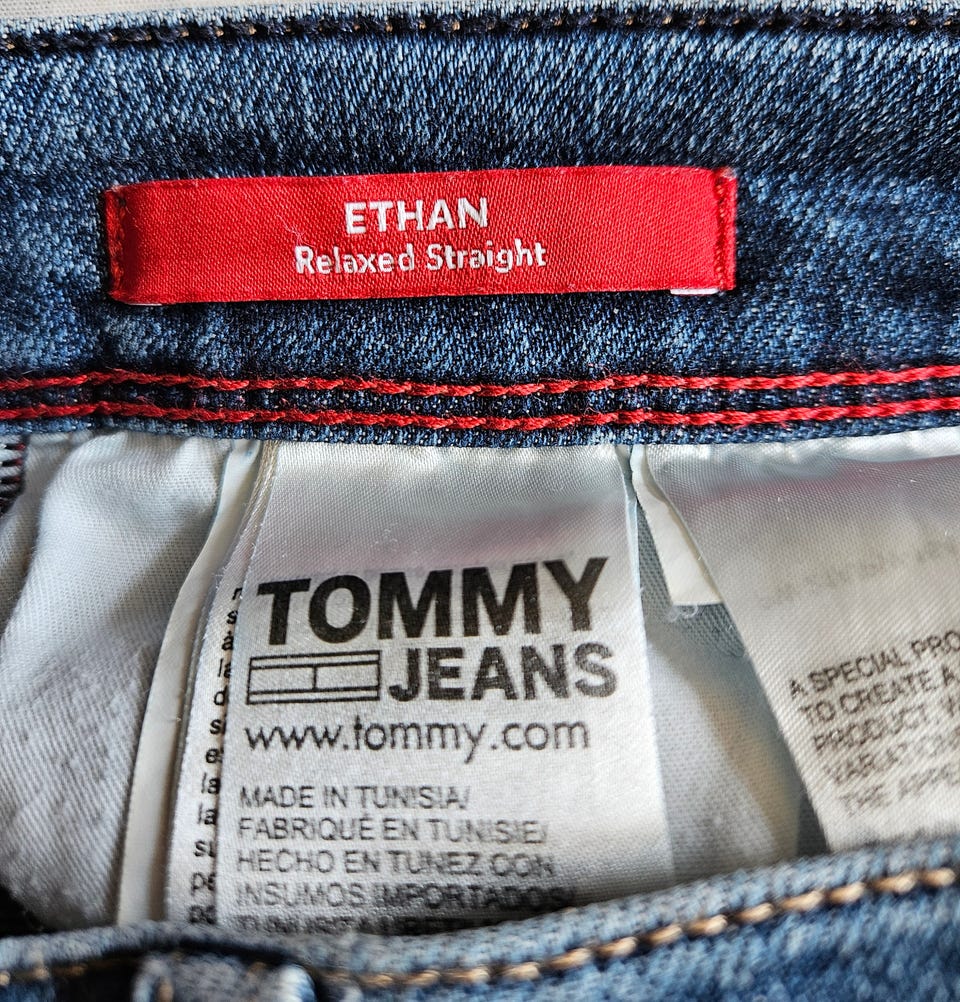 ETHAN
Relaxed Straight
TOMMY
JEANS
www.tommy.com
MADE IN TUNISIA/
FABRIQUÉ EN TUNISIE/
HECHO EN TUNEZ CON
INSUMOS IMPORTADOS
A SPECIAL PRO
TO CREATE A
PRODUCT.
THE APPE